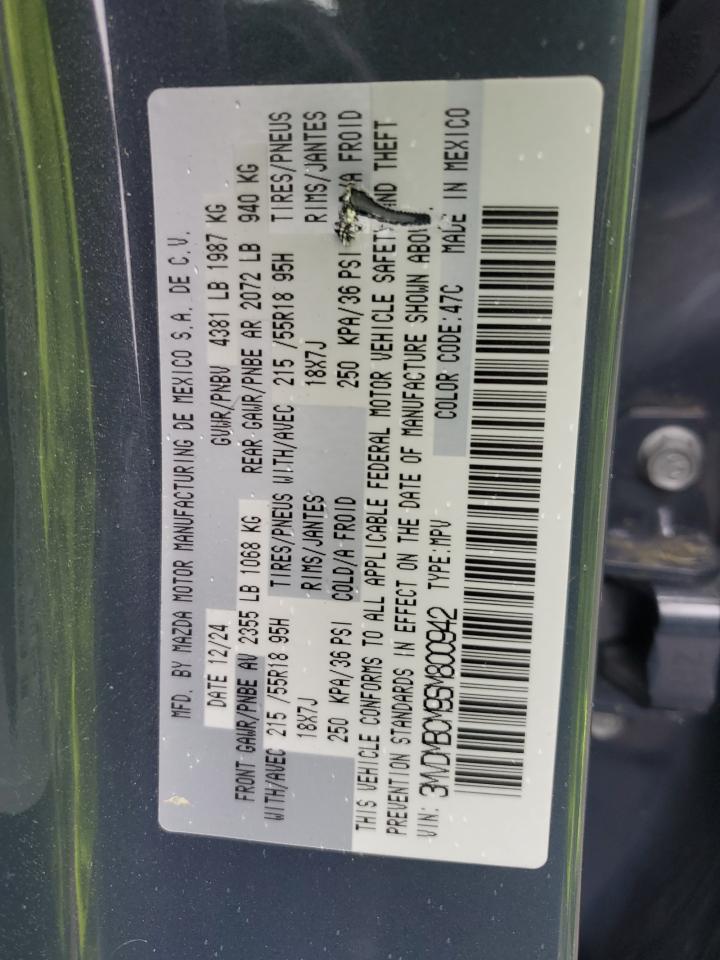 MFD. BY MAZDA MOTOR MANUFACTURING DE MEXICO S.A. DE C.V.
DATE 12/24 GVWR/PNBV 4381 LB 1987 KG
FRONT GAWR/PNBE AV 2355 LB 1068 KG REAR GAWR/PNBE AR 2072 LB 940 KG
WITH/AVEC 215 /55R18 95H TIRES/PNEUS WITH/AVEC 215 /55R18 95H TIRES/PNEUS
18X7J RIMS/JANTES 18X7J RIMS/JANTES
250 KPA/36 PSI COLD/A FROID 250 KPA/36 PSI A FROID
THIS VEHICLE CONFORMS TO ALL APPLICABLE FEDERAL MOTOR VEHICLE SAFETY AND THEFT
PREVENTION STANDARDS IN EFFECT ON THE DATE OF MANUFACTURE SHOWN ABOVE.
VIN: 3MVDMBCM9SM800942 TYPE:MPV COLOR CODE:47C MADE IN MEXICO